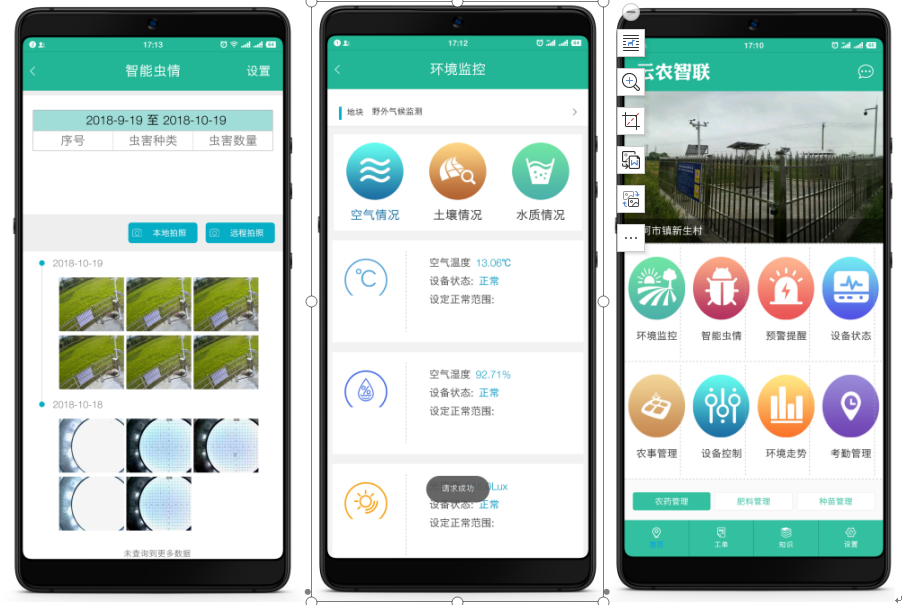 17:13
44
智能虫情
设置
2018-9-19 至 2018-10-19
序号 虫害种类 虫害数量
本地拍照 远程拍照
2018-10-19
2018-10-18
未查询到更多数据
17:12
44
环境监控
地块 野外气候监测
空气情况 土壤情况 水质情况
℃
空气温度 13.06℃
设备状态: 正常
设定正常范围:
%
空气湿度 92.71%
设备状态: 正常
设定正常范围:
Lux
请求成功
设备状态: 正常
设定正常范围:
17:10
44
云农智联
河市镇新生村
环境监控 智能虫情 预警提醒 设备状态
农事管理 设备控制 环境走势 考勤管理
农药管理 肥料管理 种苗管理
首页 工单 知识 设置